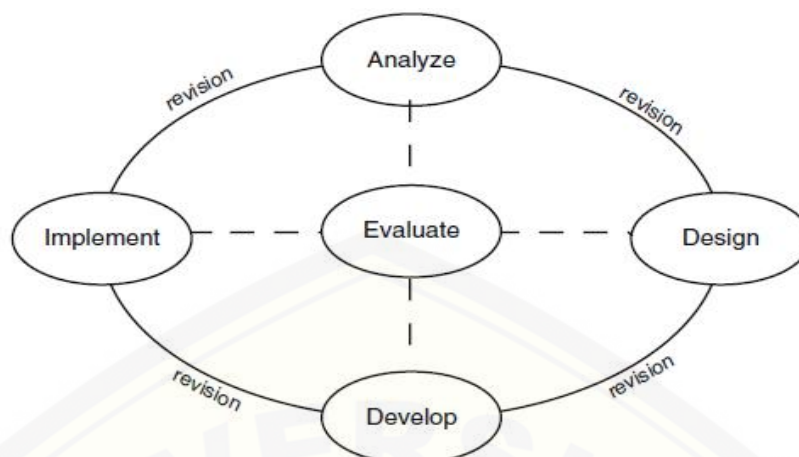 Analyze
revision
revision
Implement
Evaluate
Design
revision
revision
Develop